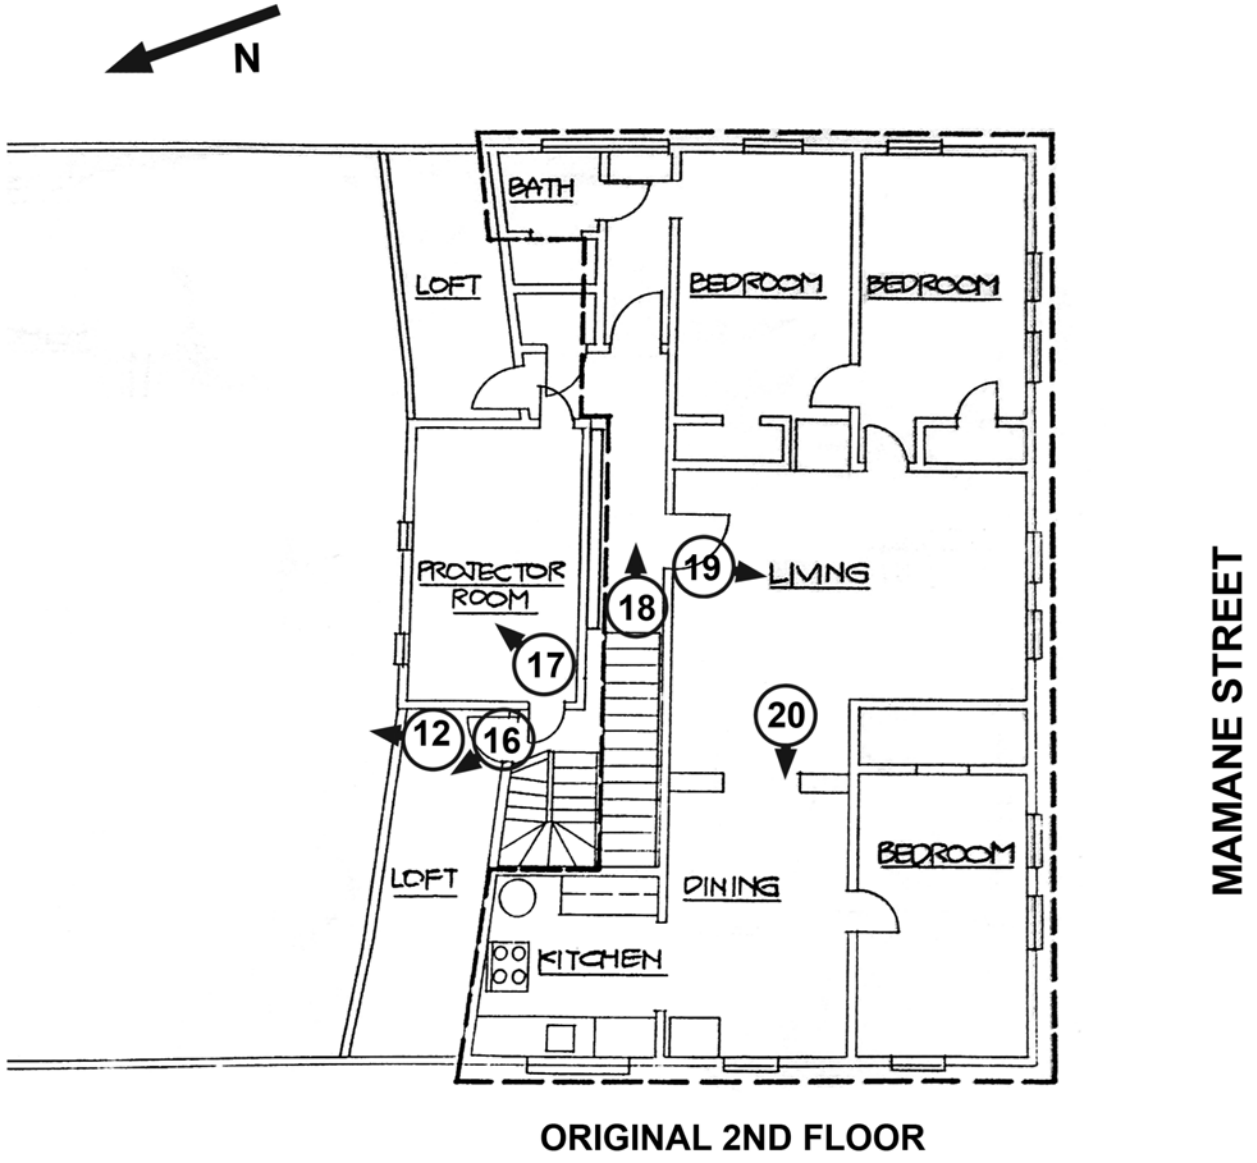 N
BATH
LOFT
BEDROOM
BEDROOM
PROJECTOR
ROOM
19
LIVING
18
17
20
12
16
LOFT
DINING
BEDROOM
KITCHEN
MAMANE STREET
ORIGINAL 2ND FLOOR